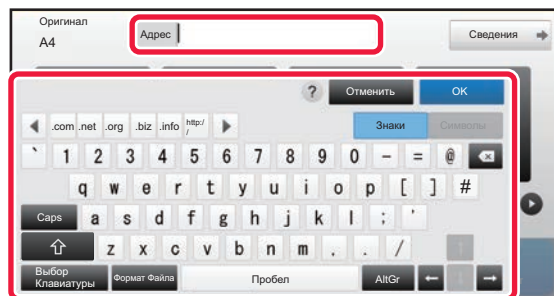 Оригинал
A4
Адрес
Сведения
? Отменить OK
.com .net .org .biz .info http:/
/
Знаки Символы
` 1 2 3 4 5 6 7 8 9 0 - = @
q w e r t y u i o p [ ] #
Caps a s d f g h j k l ; '
z x c v b n m , . /
Выбор
Клавиатуры
Формат Файла Пробел AltGr